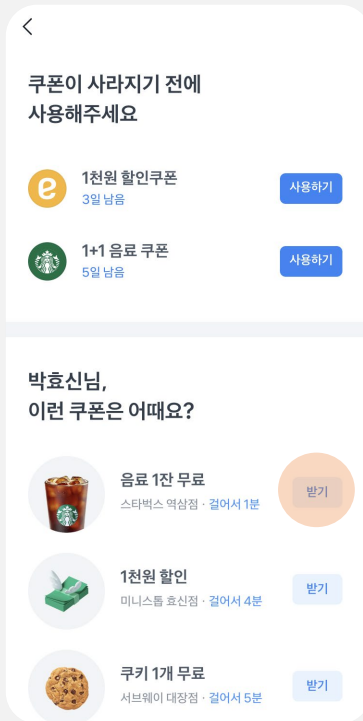 쿠폰이 사라지기 전에
사용해주세요
1천원 할인쿠폰
3일 남음
사용하기
1+1 음료 쿠폰
5일 남음
사용하기
박효신님,
이런 쿠폰은 어때요?
음료 1잔 무료
스타벅스 역삼점 · 걸어서 1분
받기
1천원 할인
미니스톱 효신점 · 걸어서 4분
받기
쿠키 1개 무료
서브웨이 대장점 · 걸어서 5분
받기